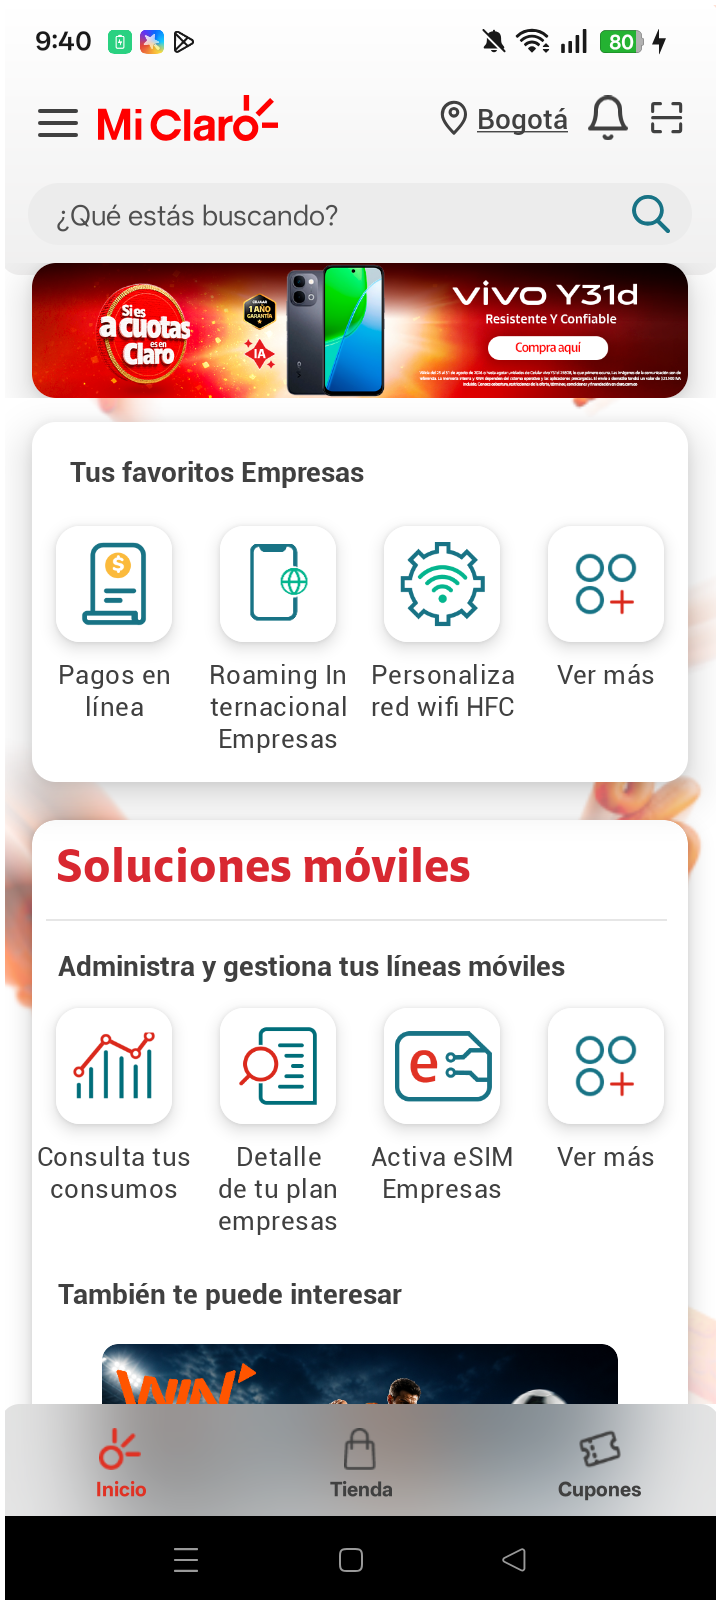 9:40
80
Mi Claro
Bogotá
¿Qué estás buscando?
Si es
a cuotas
es en
Claro
1 AÑO
GARANTÍA
IA
vivo Y31d
Resistente Y Confiable
Compra aquí
Tus favoritos Empresas
Pagos en
línea
Roaming In
ternacional
Empresas
Personaliza
red wifi HFC
Ver más
Soluciones móviles
Administra y gestiona tus líneas móviles
Consulta tus
consumos
Detalle
de tu plan
empresas
e
Activa eSIM
Empresas
Ver más
También te puede interesar
WIN
Inicio
Tienda
Cupones